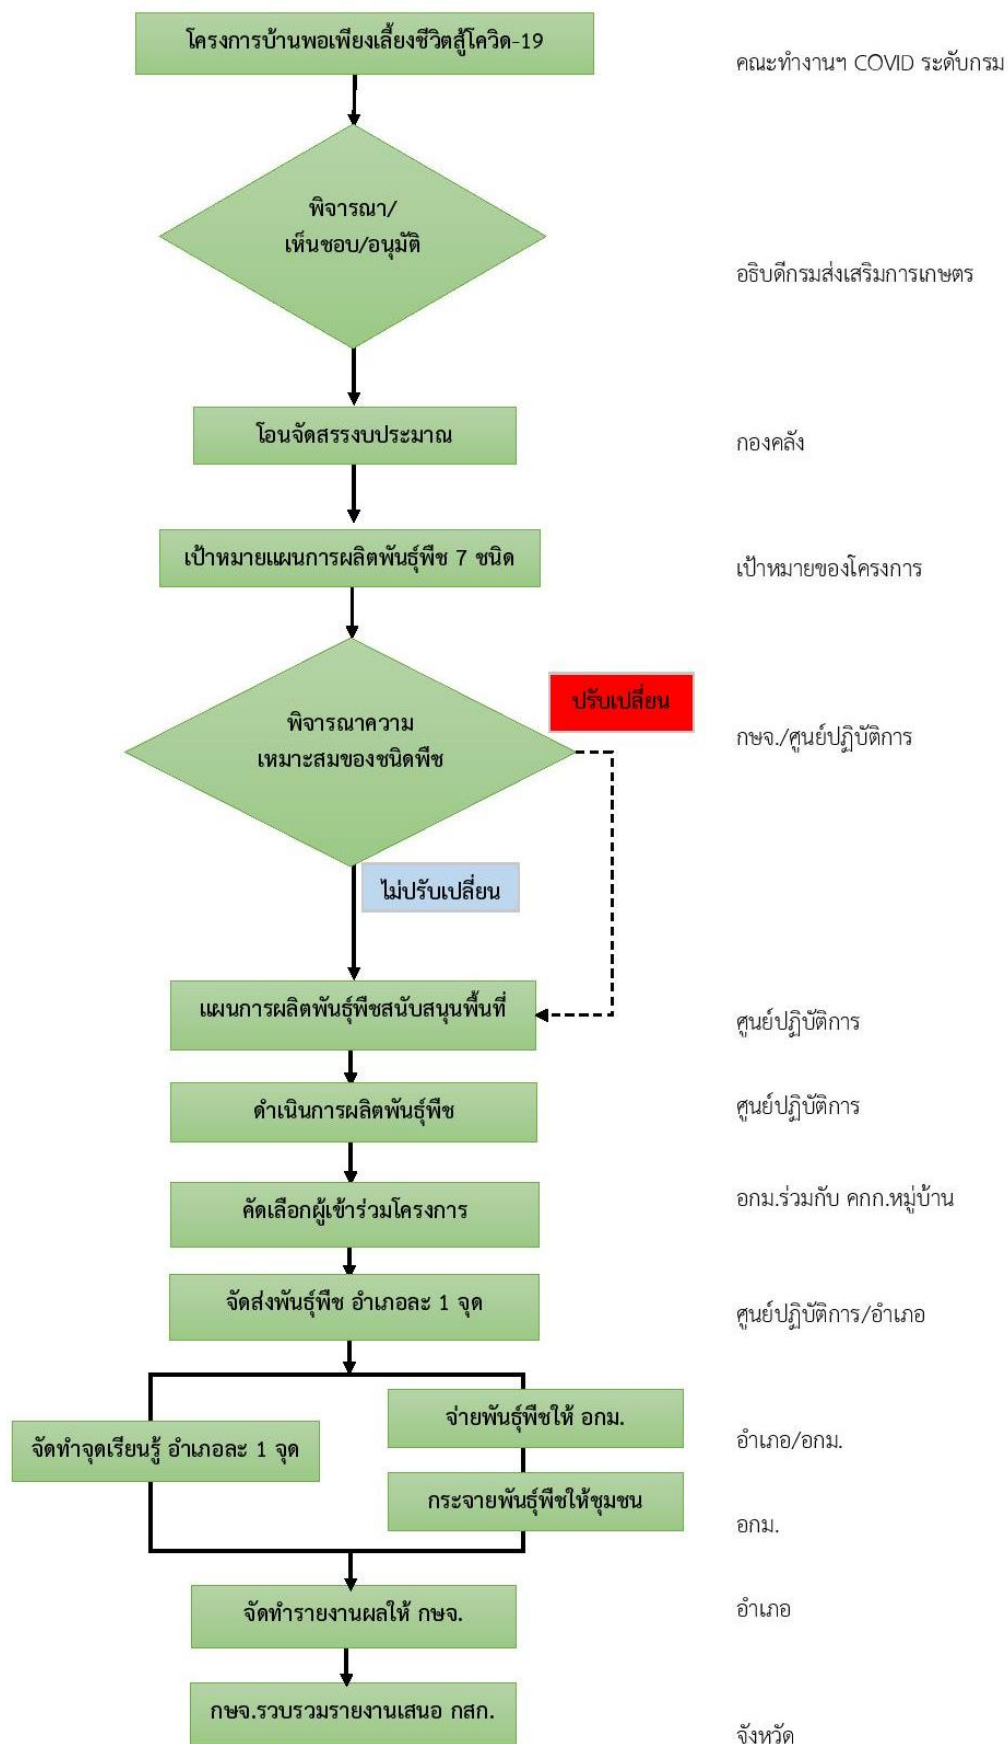 โครงการบ้านพอเพียงเลี้ยงชีวิตสู้โควิด-19
คณะทำงานฯ COVID ระดับกรม
พิจารณา/
เห็นชอบ/อนุมัติ
อธิบดีกรมส่งเสริมการเกษตร
โอนจัดสรรงบประมาณ
กองคลัง
เป้าหมายแผนการผลิตพันธุ์พืช 7 ชนิด
เป้าหมายของโครงการ
ปรับเปลี่ยน
พิจารณาความ
เหมาะสมของชนิดพืช
กษจ./ศูนย์ปฏิบัติการ
ไม่ปรับเปลี่ยน
แผนการผลิตพันธุ์พืชสนับสนุนพื้นที่
ศูนย์ปฏิบัติการ
ดำเนินการผลิตพันธุ์พืช
ศูนย์ปฏิบัติการ
คัดเลือกผู้เข้าร่วมโครงการ
อกม.ร่วมกับ คกก.หมู่บ้าน
จัดส่งพันธุ์พืช อำเภอละ 1 จุด
ศูนย์ปฏิบัติการ/อำเภอ
จ่ายพันธุ์พืชให้ อกม.
จัดทำจุดเรียนรู้ อำเภอละ 1 จุด
อำเภอ/อกม.
กระจายพันธุ์พืชให้ชุมชน
อกม.
จัดทำรายงานผลให้ กษจ.
อำเภอ
กษจ.รวบรวมรายงานเสนอ กสก.
จังหวัด